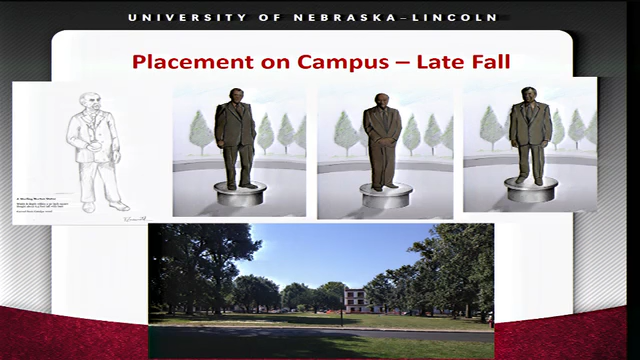 UNIVERSITY OF NEBRASKA–LINCOLN
Placement on Campus – Late Fall